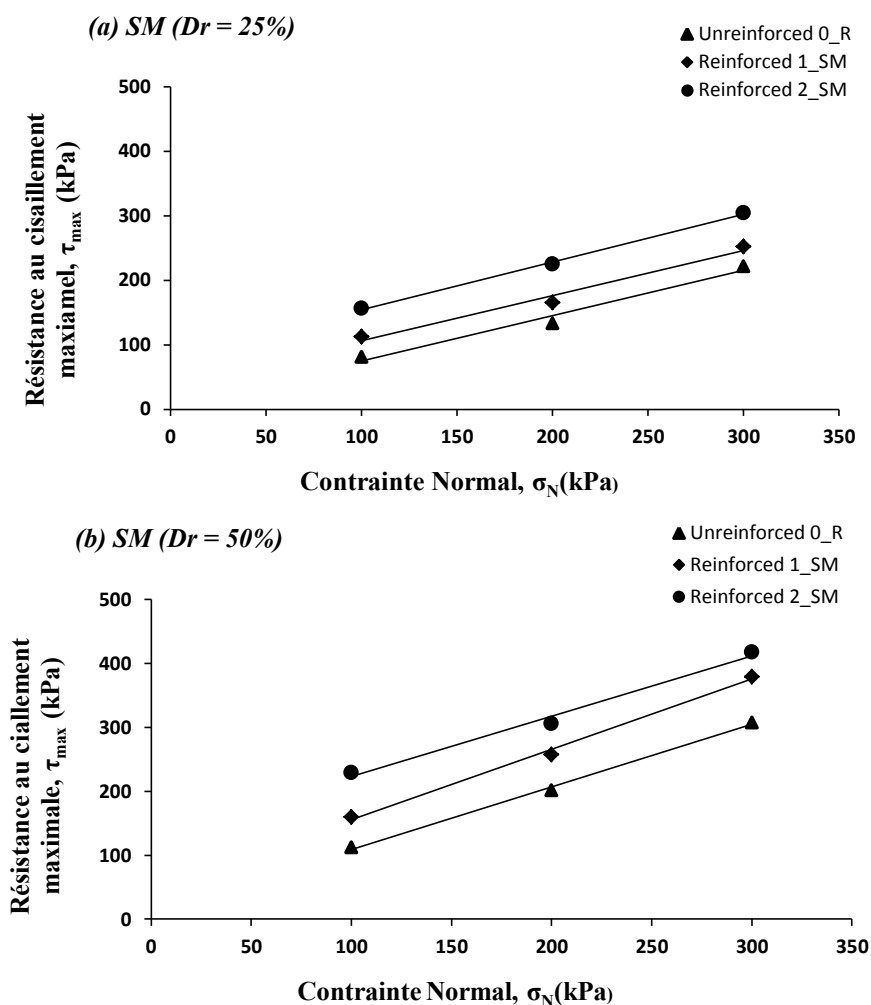 (a) SM (Dr = 25%)
Unreinforced 0_R
Reinforced 1_SM
Reinforced 2_SM
500
400
300
200
100
0
0 50 100 150 200 250 300 350
Résistance au cisaillement
maxiamel, τmax (kPa)
Contrainte Normal, σN(kPa)
(b) SM (Dr = 50%)
Unreinforced 0_R
Reinforced 1_SM
Reinforced 2_SM
500
400
300
200
100
0
0 50 100 150 200 250 300 350
Résistance au ciallement
maximale, τmax (kPa)
Contrainte Normal, σN(kPa)